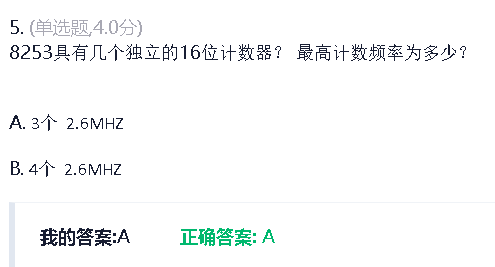 5. (单选题,4.0分)
8253具有几个独立的16位计数器？ 最高计数频率为多少？
A. 3个 2.6MHZ
B. 4个 2.6MHZ
我的答案:A 正确答案: A